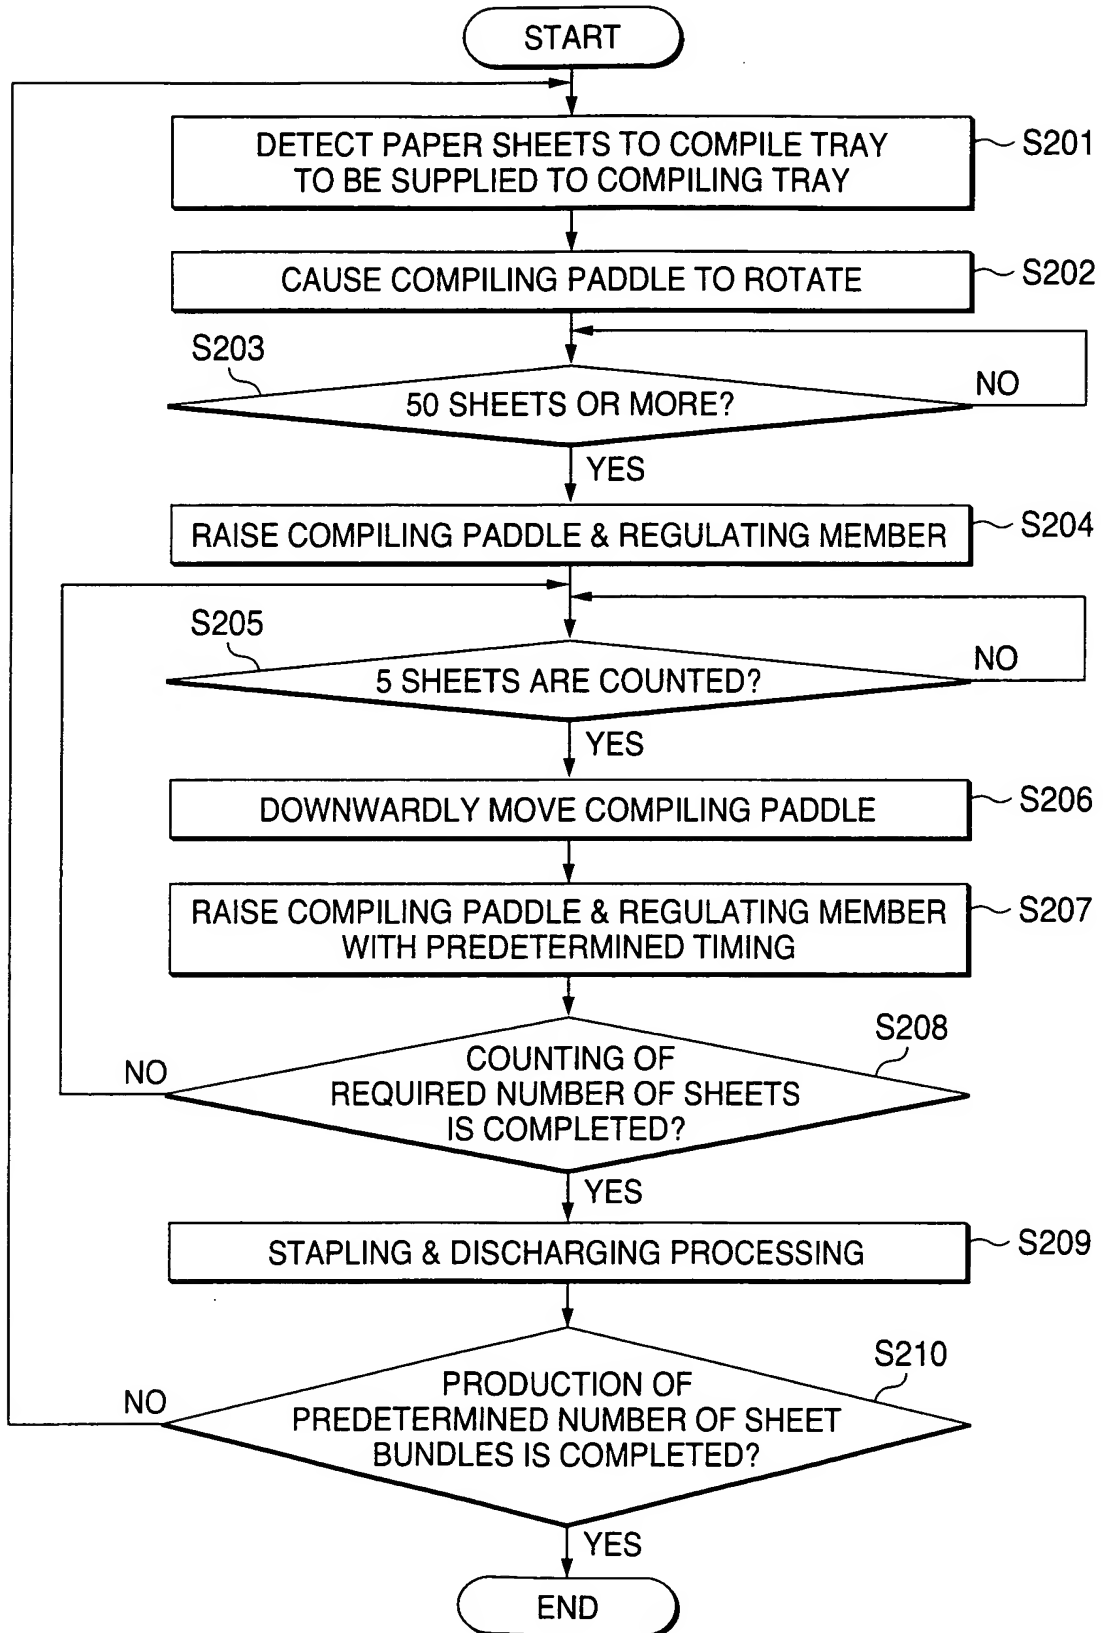 START
DETECT PAPER SHEETS TO COMPILE TRAY
TO BE SUPPLIED TO COMPILING TRAY
S201
CAUSE COMPILING PADDLE TO ROTATE
S202
S203
50 SHEETS OR MORE?
NO
YES
RAISE COMPILING PADDLE & REGULATING MEMBER
S204
S205
5 SHEETS ARE COUNTED?
NO
YES
DOWNWARDLY MOVE COMPILING PADDLE
S206
RAISE COMPILING PADDLE & REGULATING MEMBER
WITH PREDETERMINED TIMING
S207
S208
NO
COUNTING OF
REQUIRED NUMBER OF SHEETS
IS COMPLETED?
YES
STAPLING & DISCHARGING PROCESSING
S209
S210
NO
PRODUCTION OF
PREDETERMINED NUMBER OF SHEET
BUNDLES IS COMPLETED?
YES
END